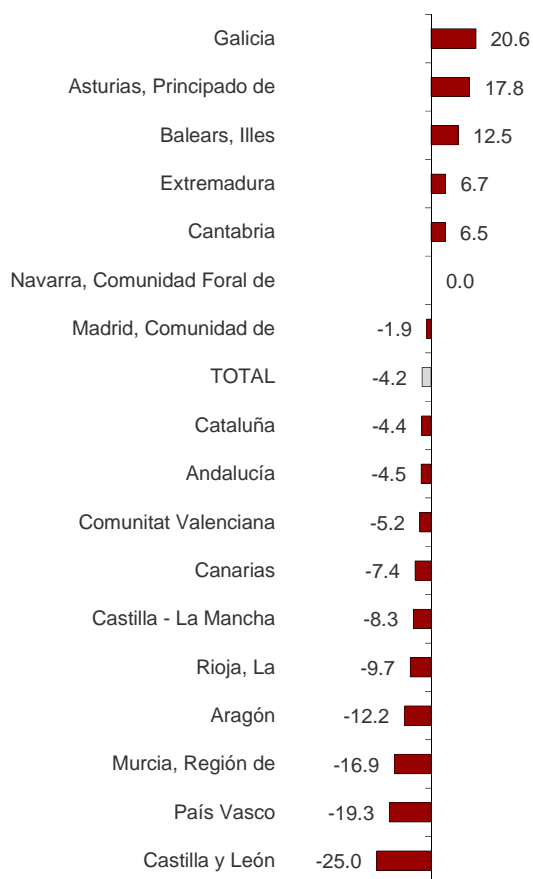 Galicia 20.6
Asturias, Principado de 17.8
Balears, Illes 12.5
Extremadura 6.7
Cantabria 6.5
Navarra, Comunidad Foral de 0.0
Madrid, Comunidad de -1.9
TOTAL -4.2
Cataluña -4.4
Andalucía -4.5
Comunitat Valenciana -5.2
Canarias -7.4
Castilla - La Mancha -8.3
Rioja, La -9.7
Aragón -12.2
Murcia, Región de -16.9
País Vasco -19.3
Castilla y León -25.0